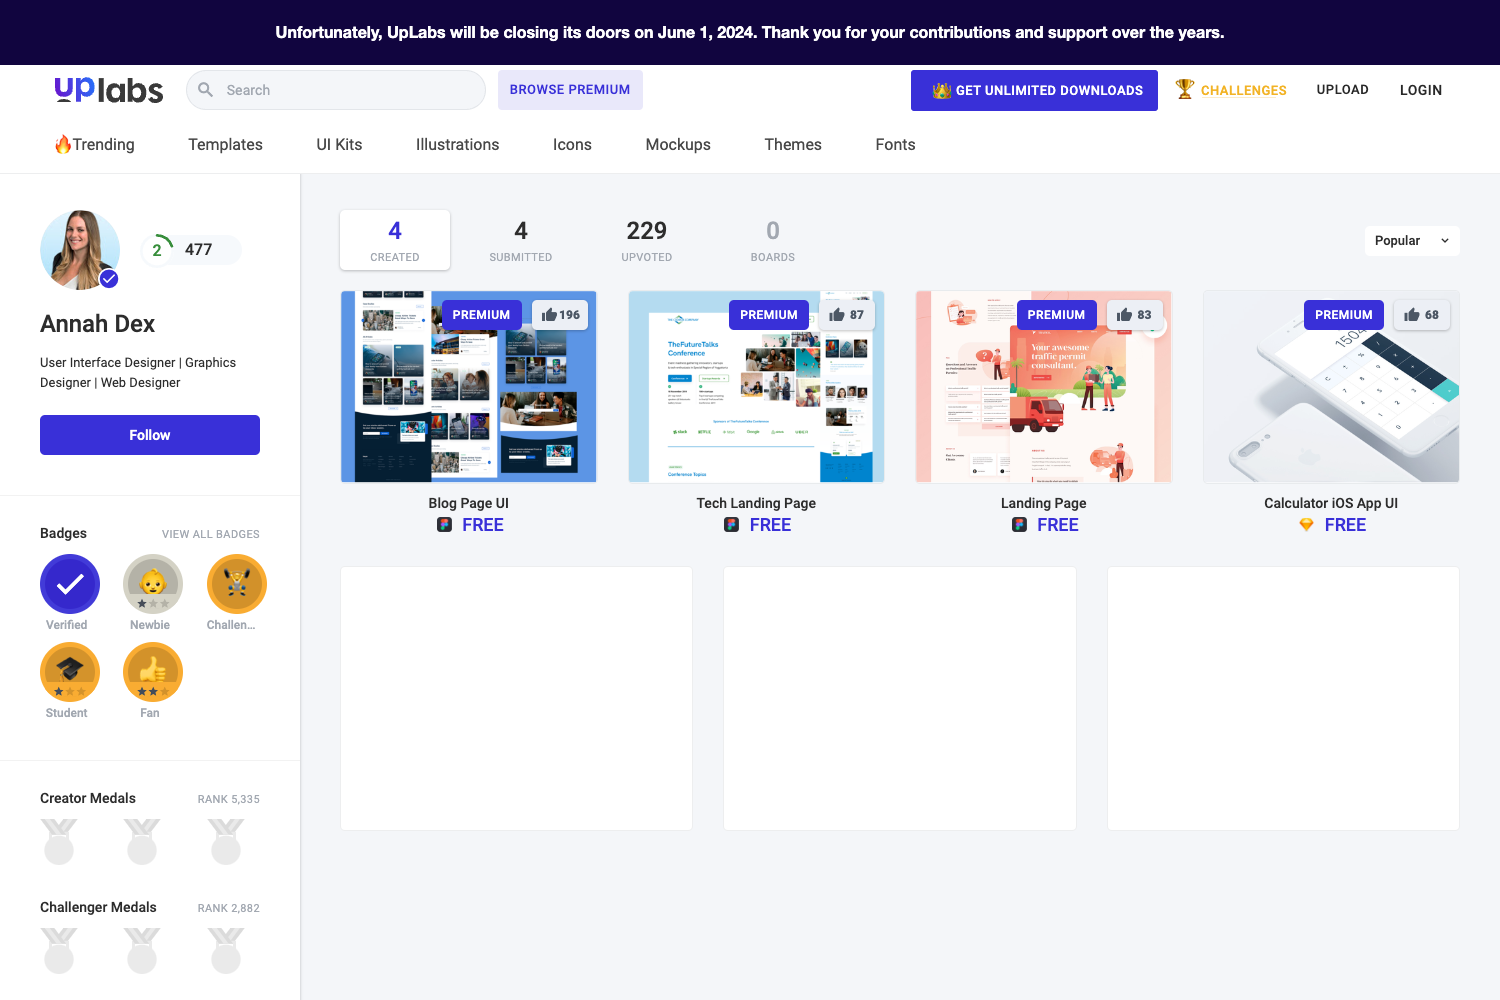 Unfortunately, UpLabs will be closing its doors on June 1, 2024. Thank you for your contributions and support over the years.
uplabs
Search
BROWSE PREMIUM
GET UNLIMITED DOWNLOADS
CHALLENGES
UPLOAD
LOGIN
Trending
Templates
UI Kits
Illustrations
Icons
Mockups
Themes
Fonts
2
477
Annah Dex
User Interface Designer | Graphics
Designer | Web Designer
Follow
Badges
VIEW ALL BADGES
Verified
Newbie
Challen...
Student
Fan
Creator Medals
RANK 5,335
Challenger Medals
RANK 2,882
4
CREATED
4
SUBMITTED
229
UPVOTED
0
BOARDS
Popular
PREMIUM
196
Blog Page UI
FREE
PREMIUM
87
TheFutureTalks
Conference
Conference Topics
Tech Landing Page
FREE
PREMIUM
83
Your awesome
traffic permit
consultant.
Landing Page
FREE
PREMIUM
68
1504
Calculator iOS App UI
FREE